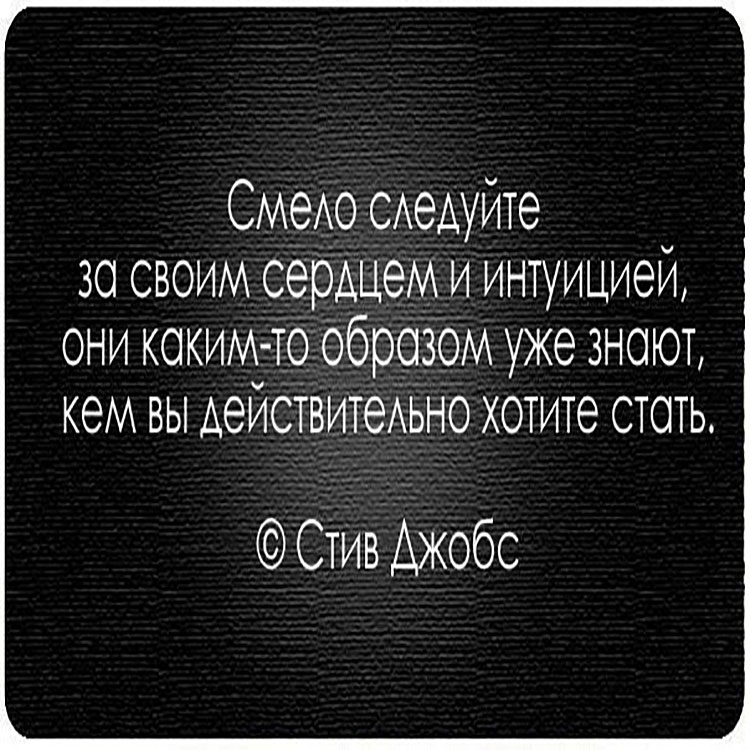 Смело следуйте
за своим сердцем и интуицией,
они каким-то образом уже знают,
кем вы действительно хотите стать.
© Стив Джобс